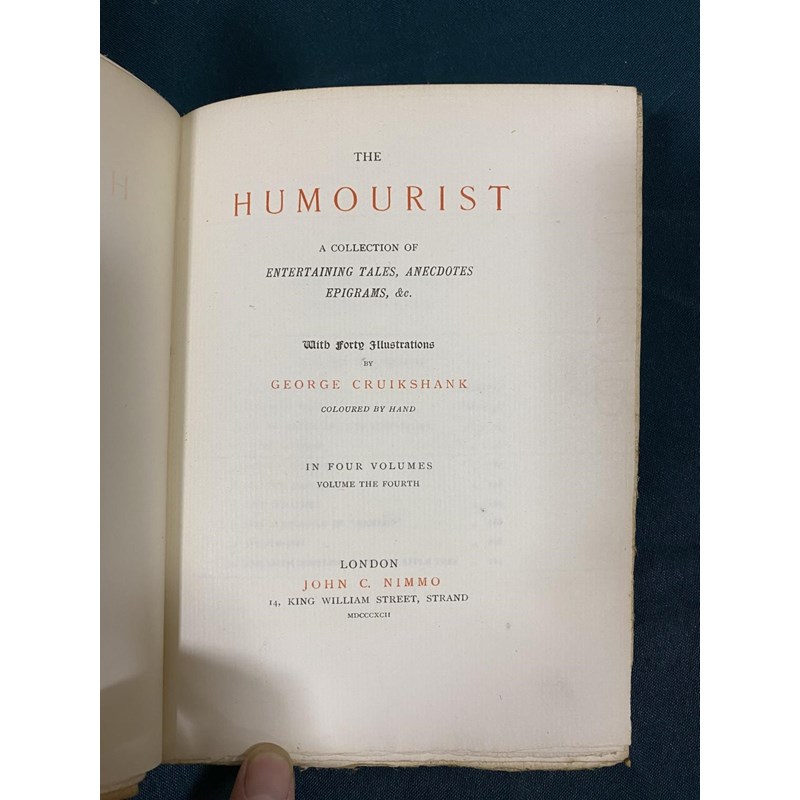 THE
HUMOURIST
A COLLECTION OF
ENTERTAINING TALES, ANECDOTES
EPIGRAMS, &c.
With Forty Illustrations
BY
GEORGE CRUIKSHANK
COLOURED BY HAND
IN FOUR VOLUMES
VOLUME THE FOURTH
LONDON
JOHN C. NIMMO
14, KING WILLIAM STREET, STRAND
MDCCCXCII